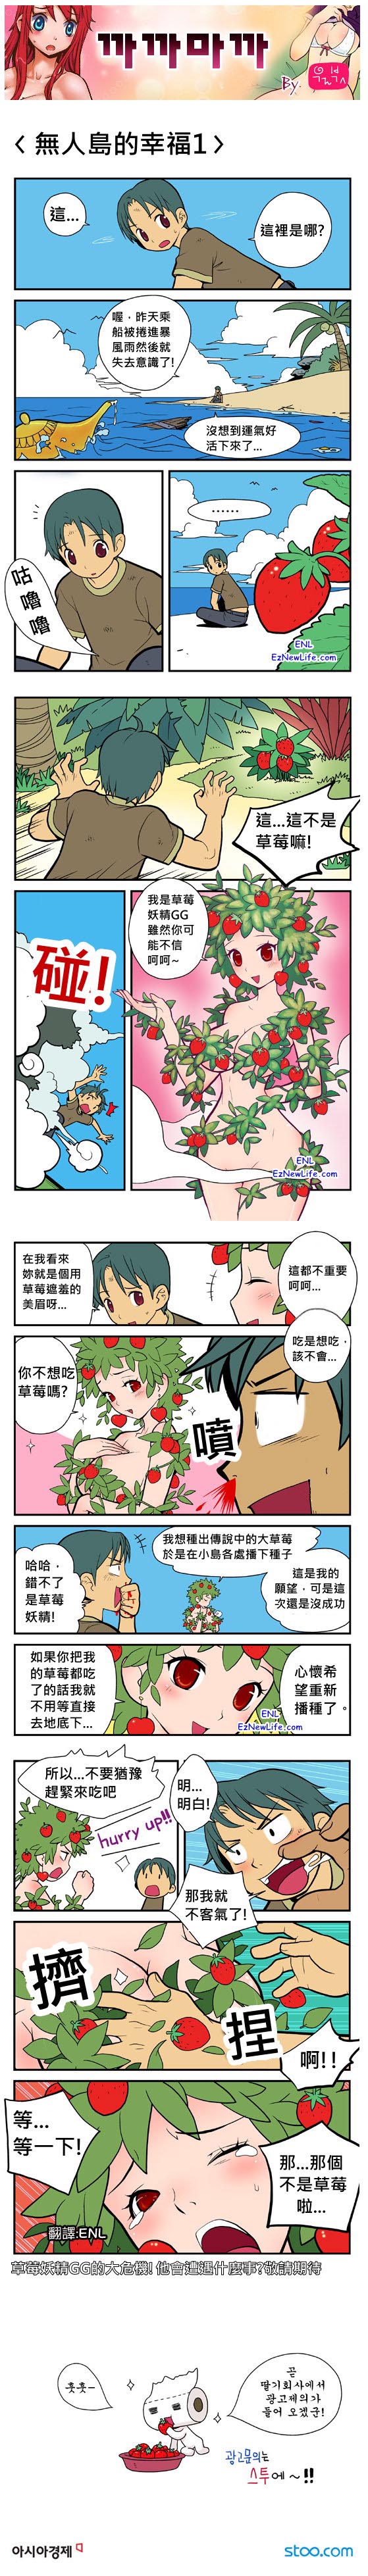 까까마까
By.
< 無人島的幸福1 >
這...
這裡是哪?
喔，昨天乘
船被捲進暴
風雨然後就
失去意識了!
沒想到運氣好
活下來了...
咕
嚕
嚕
......
ENL
EzNewLife.com
這...這不是
草莓嘛!
碰!
我是草莓
妖精GG
雖然你可
能不信
呵呵~
ENL
EzNewLife.com
在我看來
妳就是個用
草莓遮羞的
美眉呀...
這都不重要
呵呵...
你不想吃
草莓嗎?
吃是想吃，
該不會...
噴
哈哈，
錯不了
是草莓
妖精!
我想種出傳說中的大草莓
於是在小島各處播下種子
這是我的
願望，可是這
次還是沒成功
如果你把我
的草莓都吃
了的話我就
不用等直接
去地底下...
心懷希
望重新
播種了。
ENL
EzNewLife.com
所以...不要猶豫
趕緊來吃吧
hurry up!!
明...
明白!
那我就
不客氣了!
擠
捏
啊!!
等...
等一下!
那...那個
不是草莓
啦...
翻譯:ENL
草莓妖精GG的大危機! 他會遭遇什麼事?敬請期待
훗훗~
곧
딸기회사에서
광고제의가
들어 오겠군!
광고문의는
스투에~!!
아시아경제
stoo.com